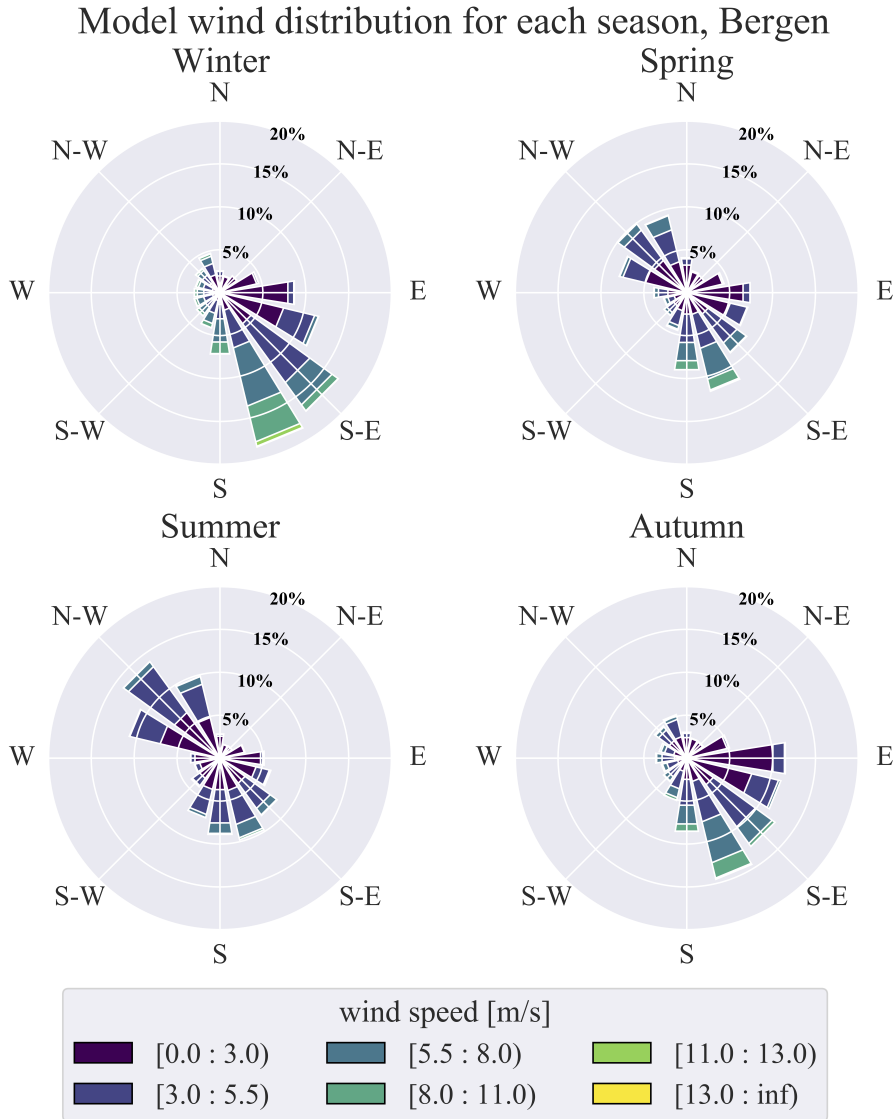 Model wind distribution for each season, Bergen
Winter
N
N-W
N-E
20%
15%
10%
5%
W
E
S-W
S-E
S
Spring
N
N-W
N-E
20%
15%
10%
5%
W
E
S-W
S-E
S
Summer
N
N-W
N-E
20%
15%
10%
5%
W
E
S-W
S-E
S
Autumn
N
N-W
N-E
20%
15%
10%
5%
W
E
S-W
S-E
S
wind speed [m/s]
[0.0 : 3.0)
[3.0 : 5.5)
[5.5 : 8.0)
[8.0 : 11.0)
[11.0 : 13.0)
[13.0 : inf)